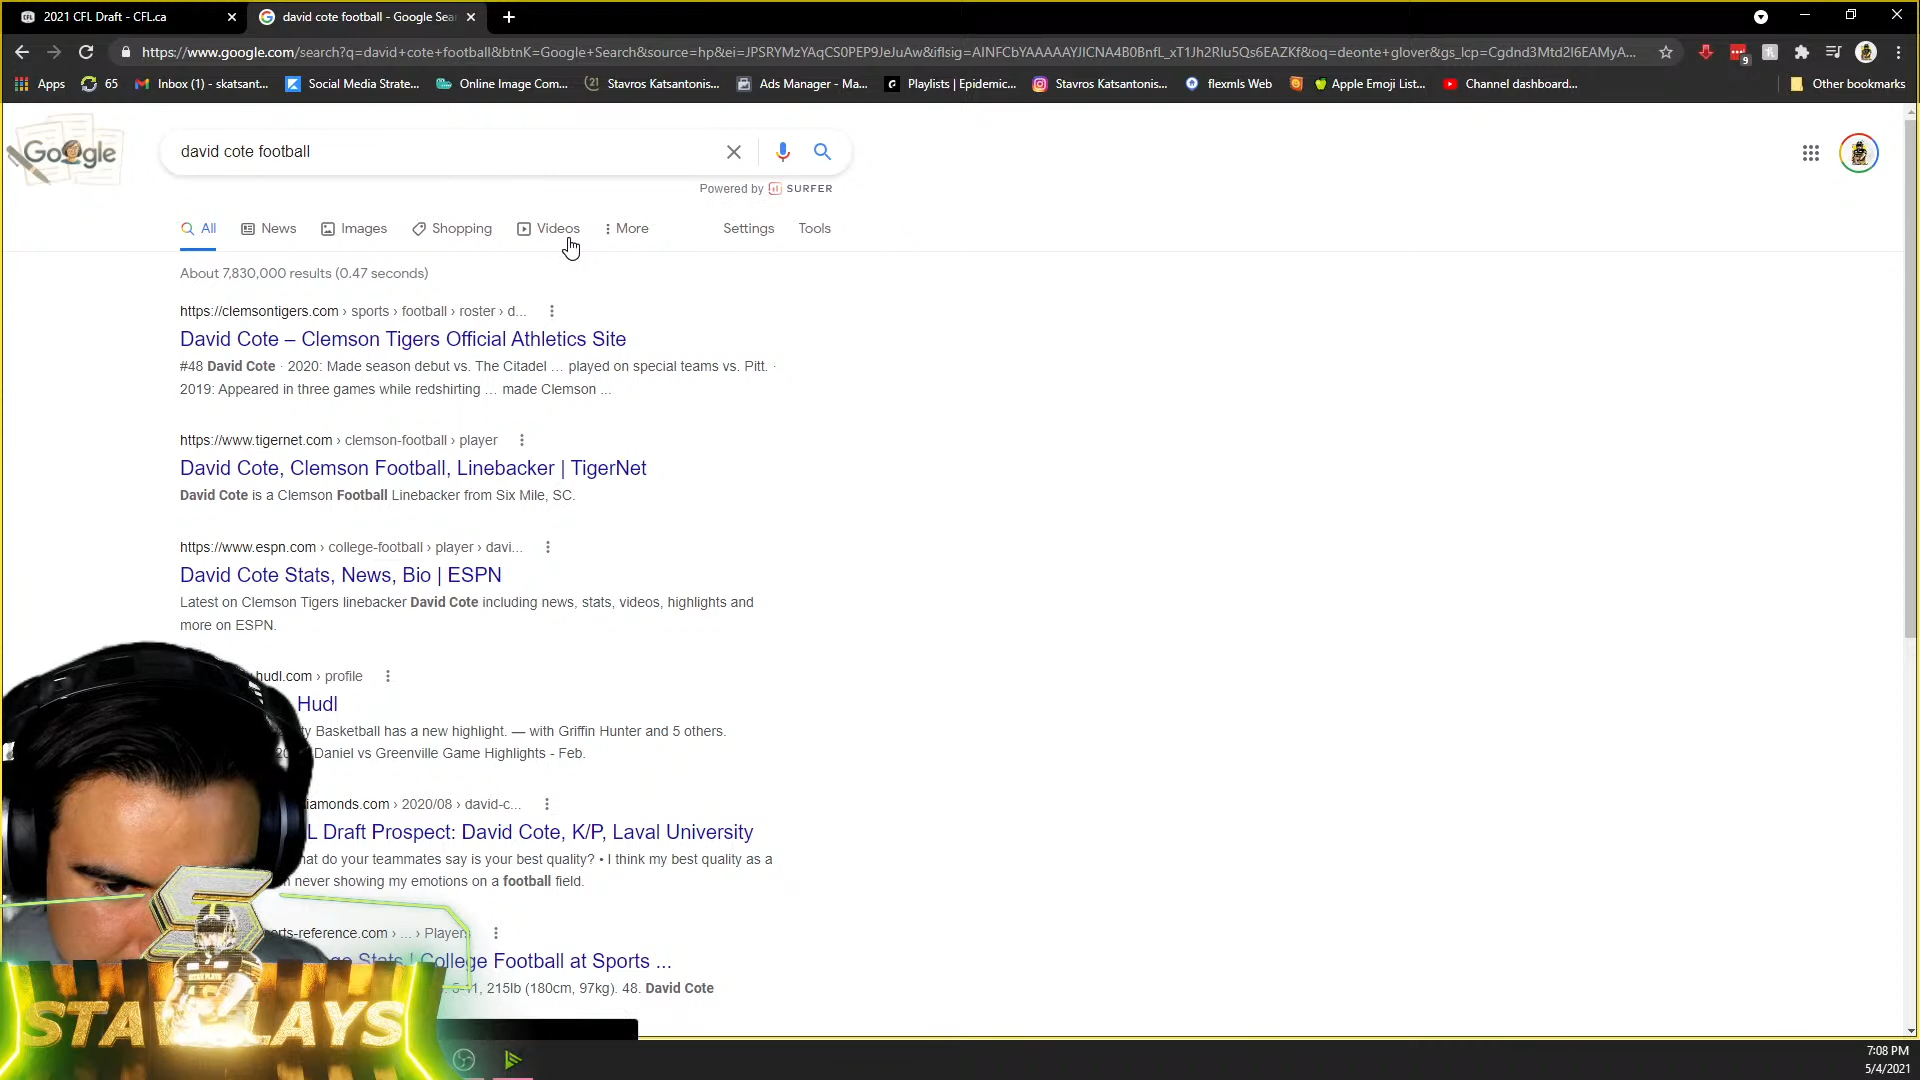 2021 CFL Draft - CFL.ca
david cote football - Google Sea
https://www.google.com/search?q=david+cote+football&btnK=Google+Search&source=hp&ei=JPSRYMzYAqCS0PEP9JeJuAw&iflsig=AINFCbYAAAAAYJICNA4B0BnfL_xT1Jh2RIu5Qs6EAZKf&oq=deonte+glover&gs_lcp=Cgdnd3Mtd2l6EAMyA...
9
Apps
65
Inbox (1) - skatsant...
Social Media Strate...
Online Image Com...
Stavros Katsantonis...
Ads Manager - Ma...
Playlists | Epidemic...
Stavros Katsantonis...
flexmls Web
Apple Emoji List...
Channel dashboard...
Other bookmarks
Google
david cote football
Powered by SURFER
All
News
Images
Shopping
Videos
More
Settings
Tools
About 7,830,000 results (0.47 seconds)
https://clemsontigers.com › sports › football › roster › d...
David Cote – Clemson Tigers Official Athletics Site
#48 David Cote · 2020: Made season debut vs. The Citadel ... played on special teams vs. Pitt. ·
2019: Appeared in three games while redshirting ... made Clemson ...
https://www.tigernet.com › clemson-football › player
David Cote, Clemson Football, Linebacker | TigerNet
David Cote is a Clemson Football Linebacker from Six Mile, SC.
https://www.espn.com › college-football › player › davi...
David Cote Stats, News, Bio | ESPN
Latest on Clemson Tigers linebacker David Cote including news, stats, videos, highlights and
more on ESPN.
hudl.com › profile
Hudl
ty Basketball has a new highlight. — with Griffin Hunter and 5 others.
Daniel vs Greenville Game Highlights - Feb.
iamonds.com › 2020/08 › david-c...
L Draft Prospect: David Cote, K/P, Laval University
hat do your teammates say is your best quality? • I think my best quality as a
never showing my emotions on a football field.
orts-reference.com › ... › Players
ge Stats | College Football at Sports ...
5-11, 215lb (180cm, 97kg). 48. David Cote
7:08 PM
5/4/2021